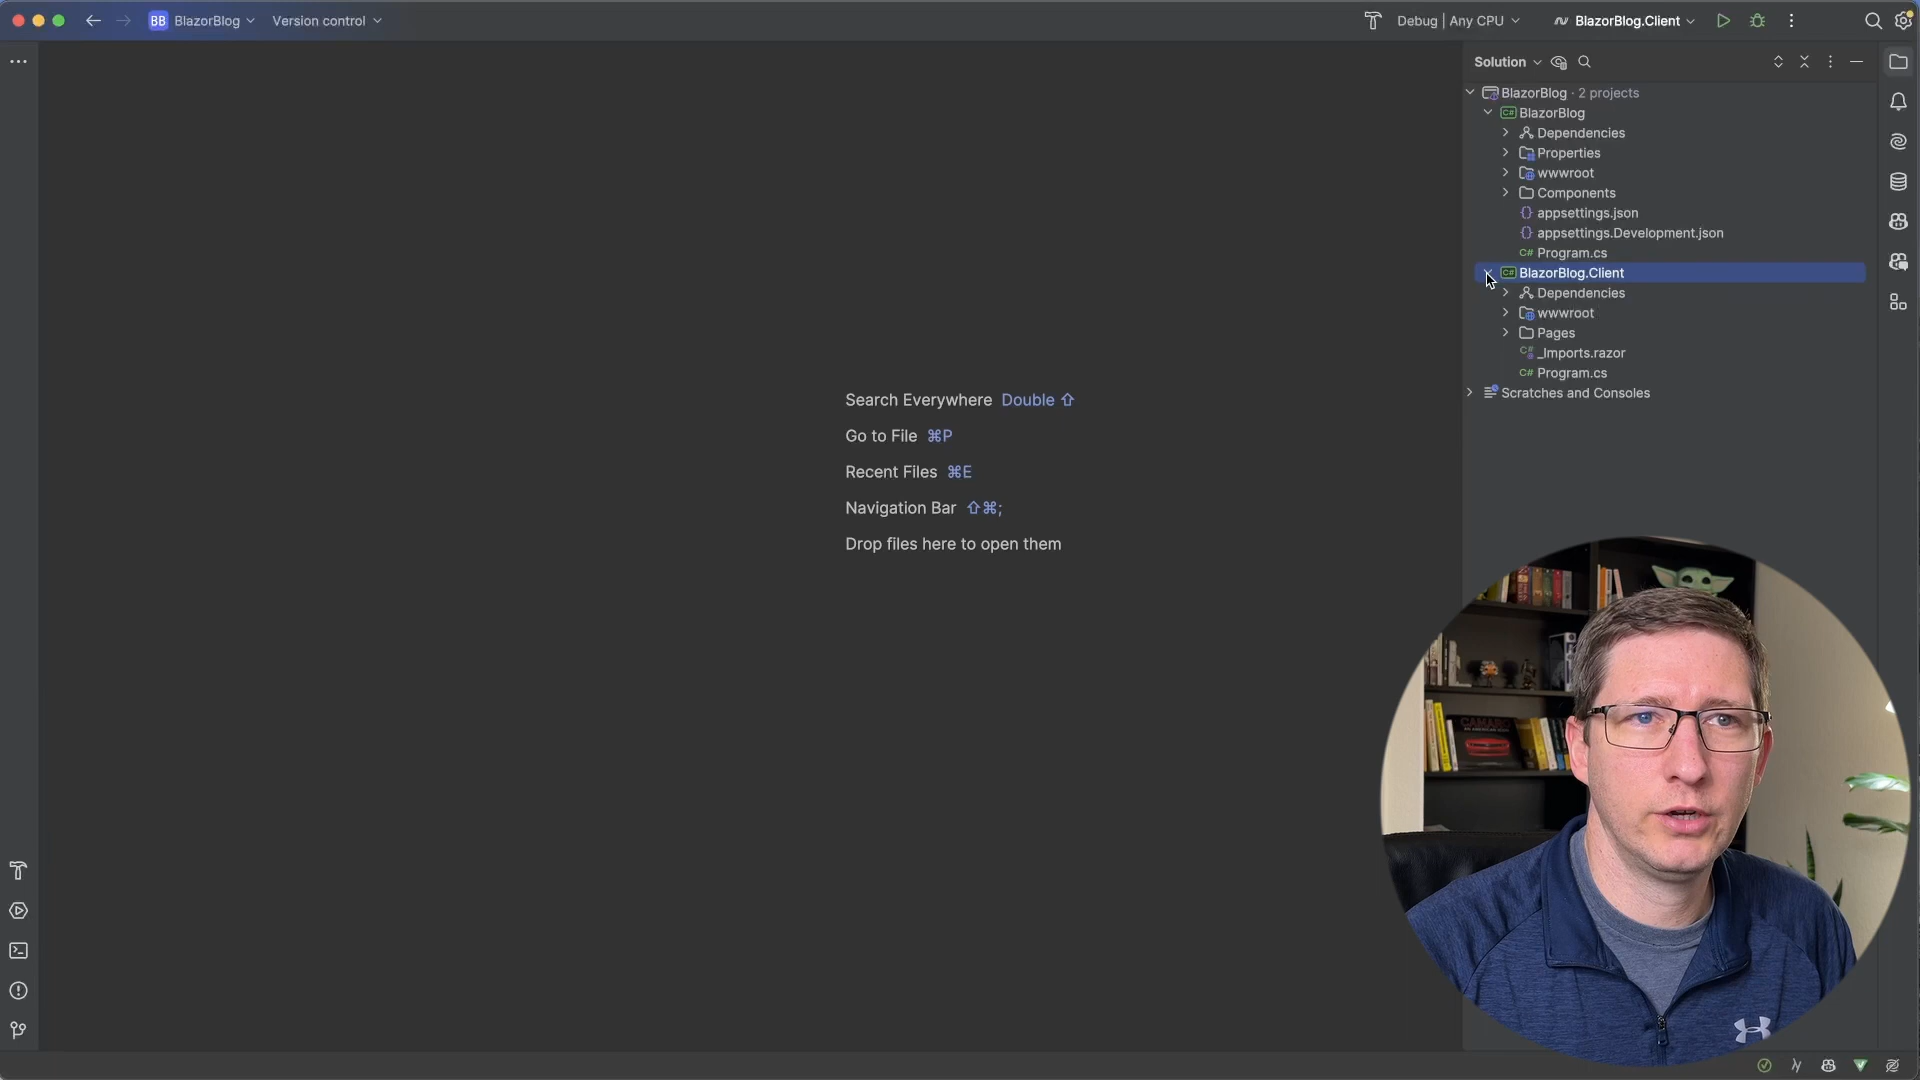 BB BlazorBlog
Version control
Debug | Any CPU
BlazorBlog.Client
Solution
BlazorBlog · 2 projects
BlazorBlog
Dependencies
Properties
wwwroot
Components
{} appsettings.json
{} appsettings.Development.json
C# Program.cs
C# BlazorBlog.Client
Dependencies
wwwroot
Pages
C# _Imports.razor
C# Program.cs
Scratches and Consoles
Search Everywhere Double ⇧
Go to File ⌘P
Recent Files ⌘E
Navigation Bar ⇧⌘;
Drop files here to open them
CAMARO